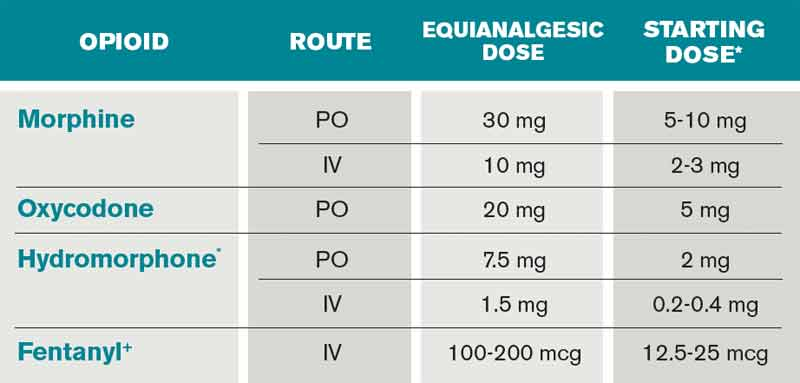 OPIOID ROUTE EQUIANALGESIC DOSE STARTING DOSE*
Morphine PO 30 mg 5-10 mg
IV 10 mg 2-3 mg
Oxycodone PO 20 mg 5 mg
Hydromorphone* PO 7.5 mg 2 mg
IV 1.5 mg 0.2-0.4 mg
Fentanyl+ IV 100-200 mcg 12.5-25 mcg